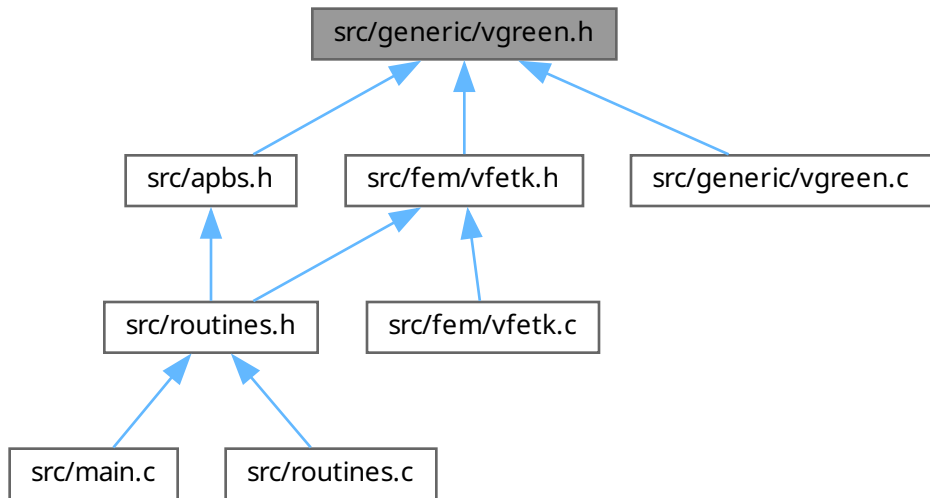 src/generic/vgreen.h
src/apbs.h
src/fem/vfetk.h
src/generic/vgreen.c
src/routines.h
src/fem/vfetk.c
src/main.c
src/routines.c